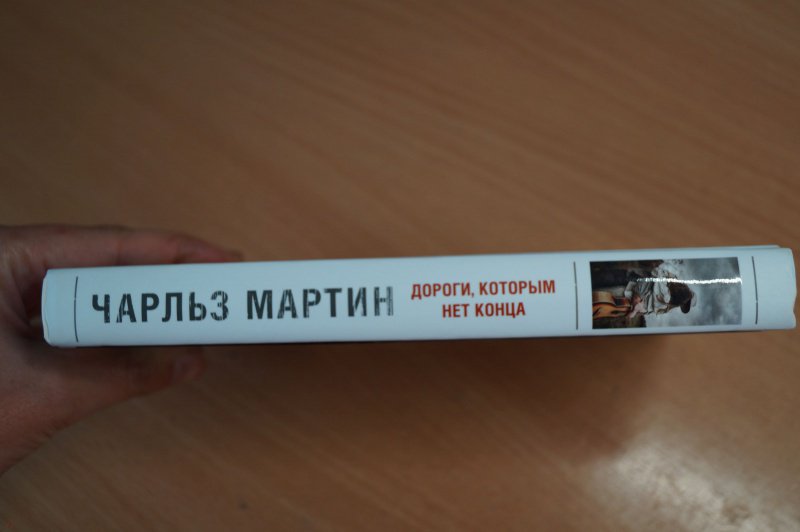 ЧАРЛЬЗ МАРТИН
ДОРОГИ, КОТОРЫМ
НЕТ КОНЦА